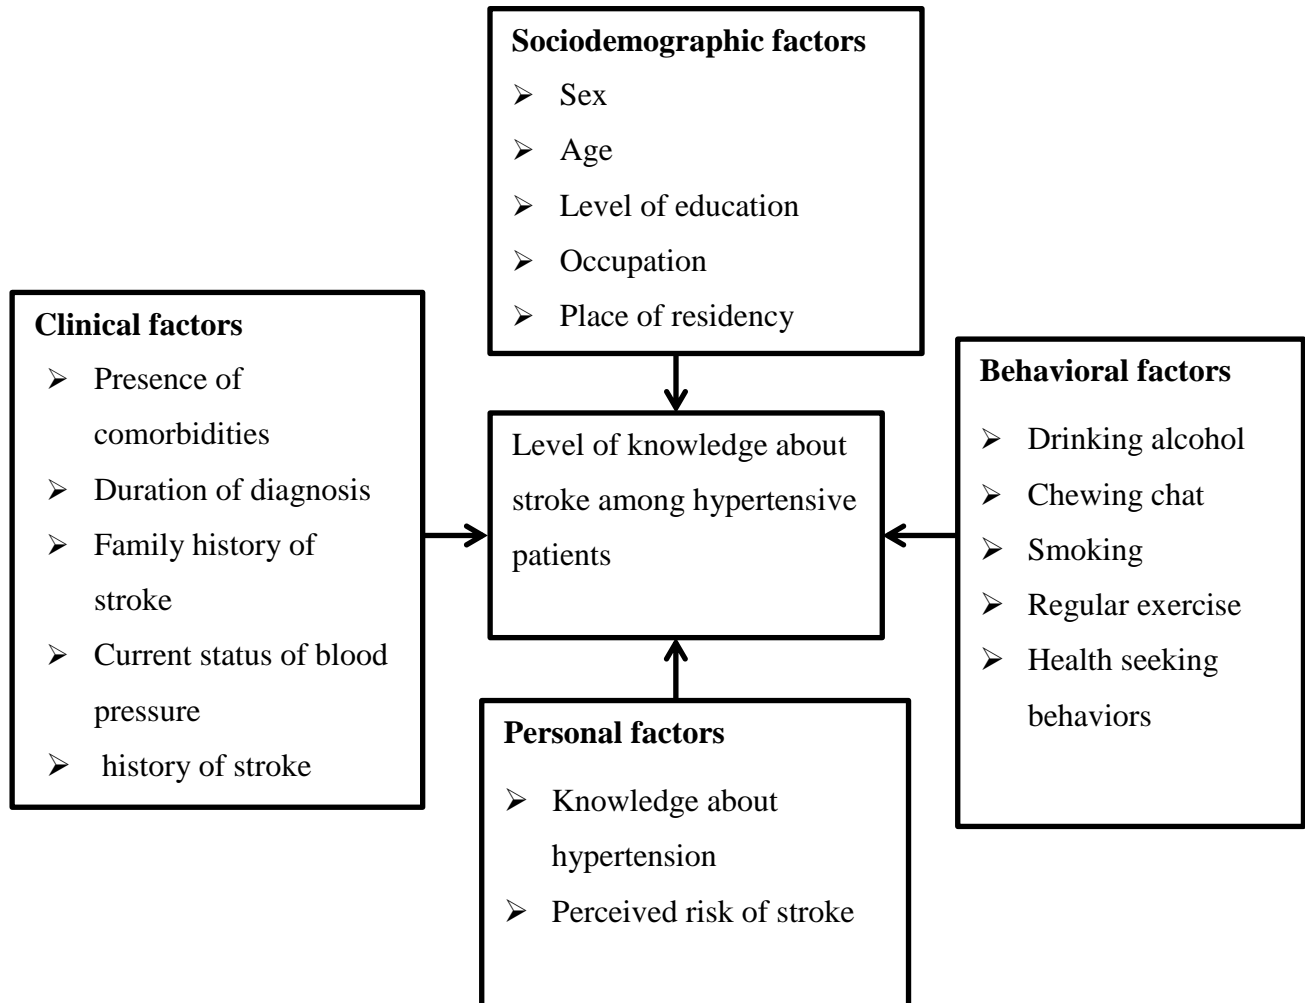 Sociodemographic factors
➢ Sex
➢ Age
➢ Level of education
➢ Occupation
➢ Place of residency
Clinical factors
➢ Presence of
comorbidities
➢ Duration of diagnosis
➢ Family history of
stroke
➢ Current status of blood
pressure
➢ history of stroke
Level of knowledge about
stroke among hypertensive
patients
Behavioral factors
➢ Drinking alcohol
➢ Chewing chat
➢ Smoking
➢ Regular exercise
➢ Health seeking
behaviors
Personal factors
➢ Knowledge about
hypertension
➢ Perceived risk of stroke